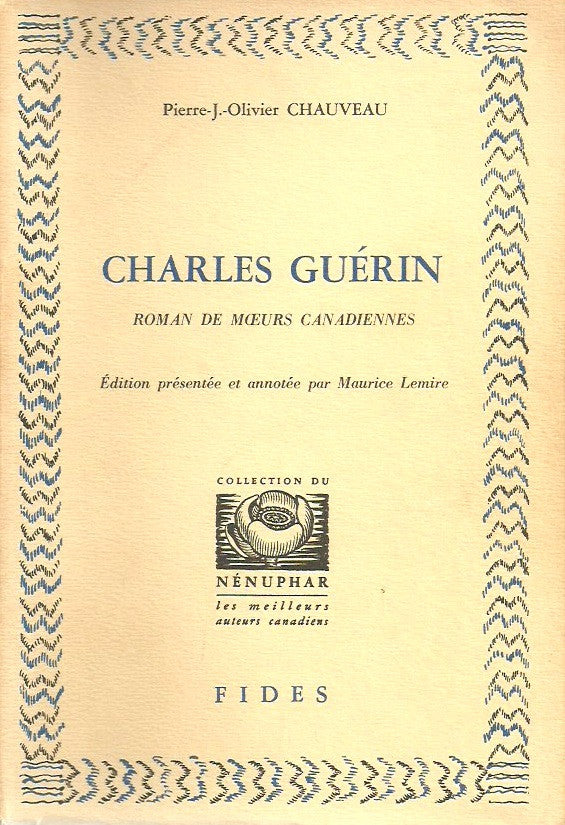 Pierre-J.-Olivier CHAUVEAU
CHARLES GUÉRIN
ROMAN DE MŒURS CANADIENNES
Édition présentée et annotée par Maurice Lemire
COLLECTION DU
NÉNUPHAR
les meilleurs
auteurs canadiens
FIDES